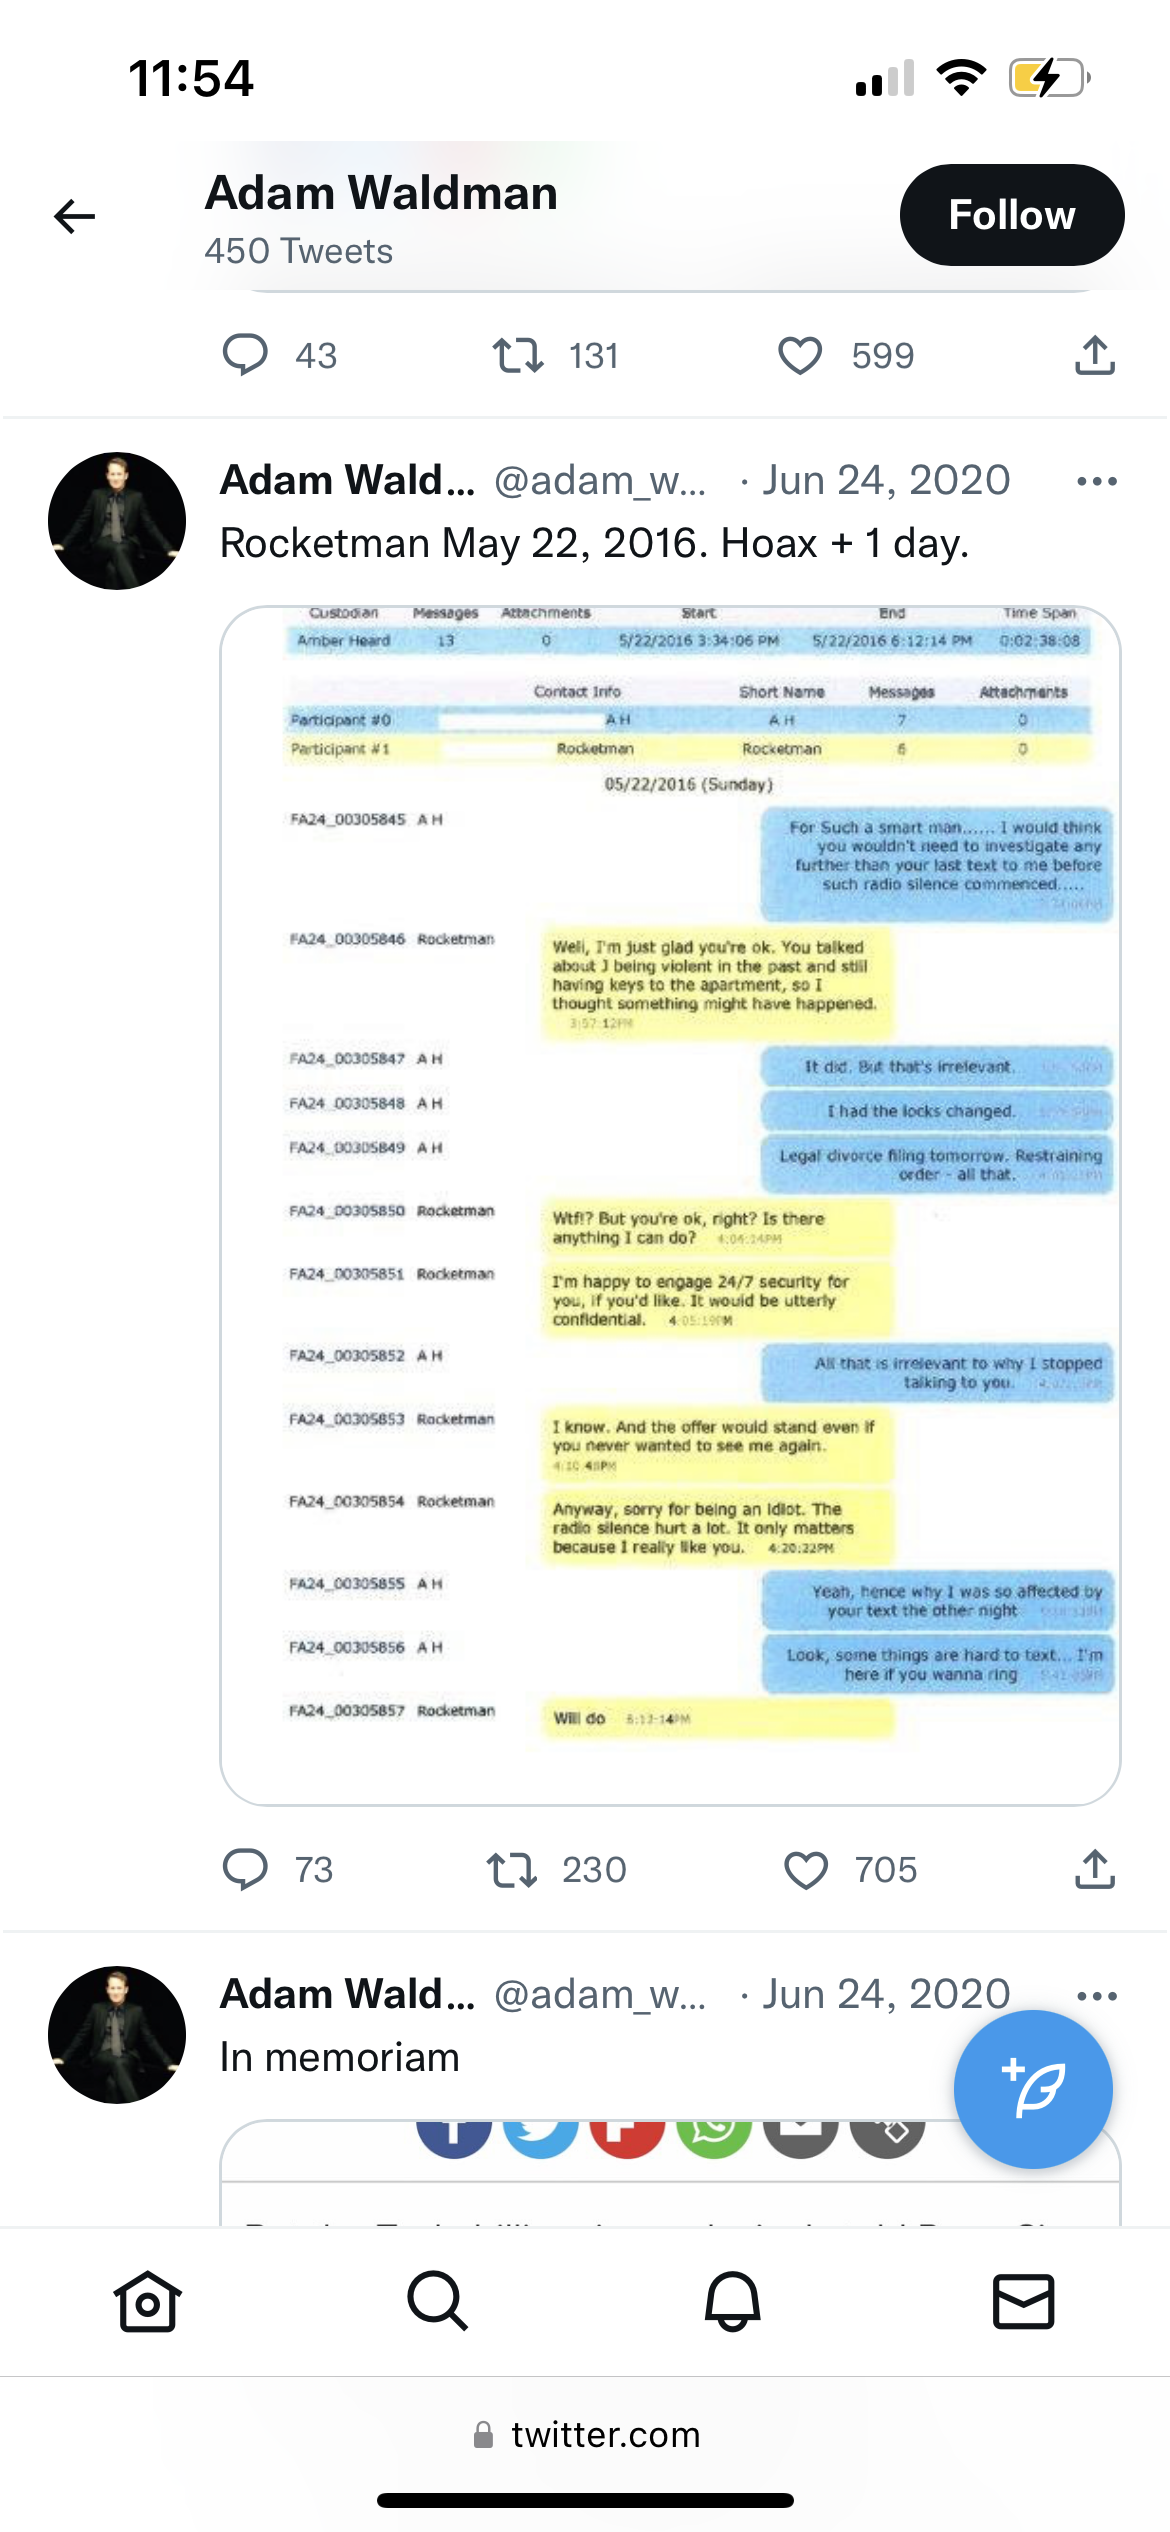 11:54
Adam Waldman
450 Tweets
Follow
43
131
599
Adam Wald... @adam_w... · Jun 24, 2020
Rocketman May 22, 2016. Hoax + 1 day.
Custodian Messages Attachments Start End Time Span
Amber Heard 13 0 5/22/2016 3:34:06 PM 5/22/2016 6:12:14 PM 0:02:38:08
Contact Info Short Name Messages Attachments
Participant #0 A H A H 7 0
Participant #1 Rocketman Rocketman 6 0
05/22/2016 (Sunday)
FA24_00305845 A H
For Such a smart man...... I would think
you wouldn't need to investigate any
further than your last text to me before
such radio silence commenced.....
FA24_00305846 Rocketman
Well, I'm just glad you're ok. You talked
about J being violent in the past and still
having keys to the apartment, so I
thought something might have happened.
3:57:12PM
FA24_00305847 A H
It did. But that's irrelevant.
FA24_00305848 A H
I had the locks changed.
FA24_00305849 A H
Legal divorce filing tomorrow. Restraining
order - all that.
FA24_00305850 Rocketman
Wtf!? But you're ok, right? Is there
anything I can do? 4:04:14PM
FA24_00305851 Rocketman
I'm happy to engage 24/7 security for
you, if you'd like. It would be utterly
confidential. 4:05:19PM
FA24_00305852 A H
All that is irrelevant to why I stopped
talking to you.
FA24_00305853 Rocketman
I know. And the offer would stand even if
you never wanted to see me again.
FA24_00305854 Rocketman
Anyway, sorry for being an idiot. The
radio silence hurt a lot. It only matters
because I really like you. 4:20:22PM
FA24_00305855 A H
Yeah, hence why I was so affected by
your text the other night
FA24_00305856 A H
Look, some things are hard to text... I'm
here if you wanna ring
FA24_00305857 Rocketman
Will do 6:12:14PM
73
230
705
Adam Wald... @adam_w... · Jun 24, 2020
In memoriam
twitter.com